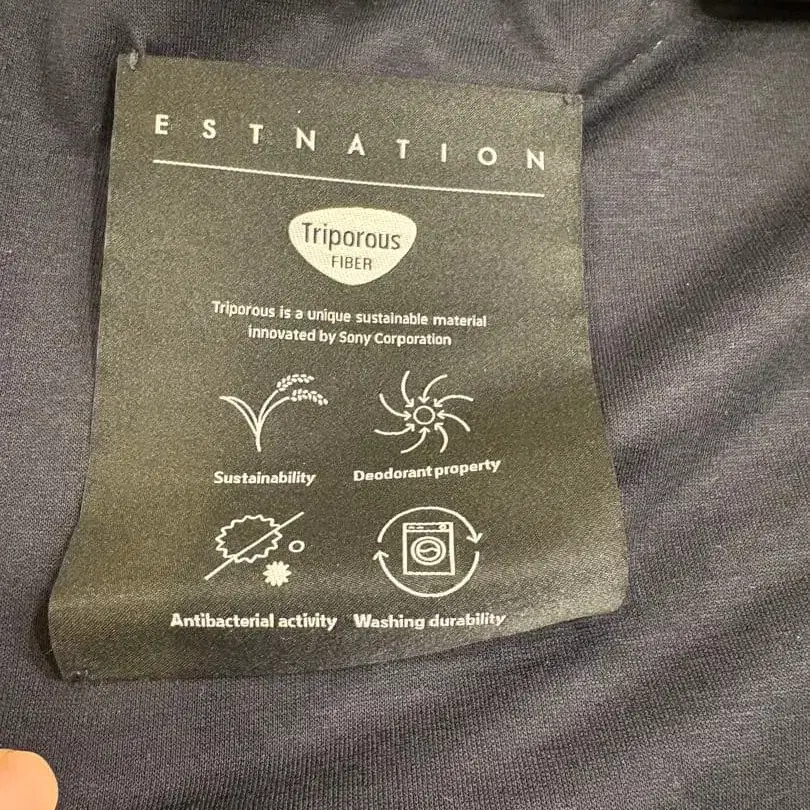 ESTNATION
Triporous
FIBER
Triporous is a unique sustainable material
innovated by Sony Corporation
Sustainability
Deodorant property
Antibacterial activity
Washing durability